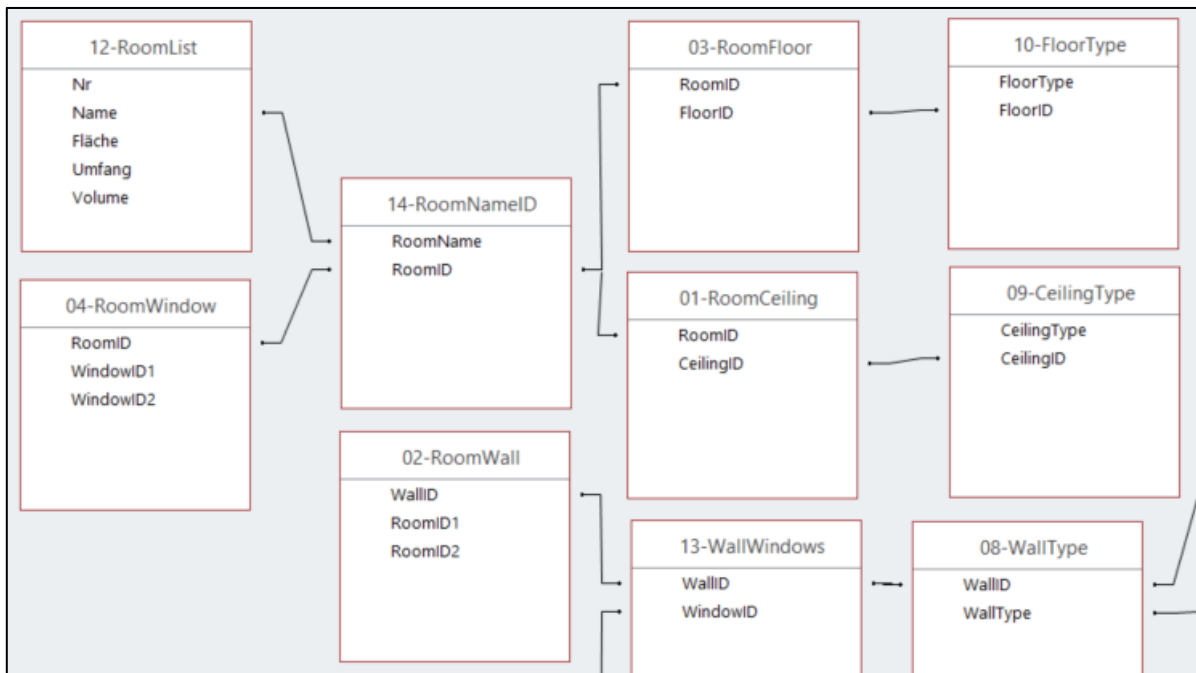 12-RoomList
Nr
Name
Fläche
Umfang
Volume
04-RoomWindow
RoomID
WindowID1
WindowID2
14-RoomNameID
RoomName
RoomID
02-RoomWall
WallID
RoomID1
RoomID2
03-RoomFloor
RoomID
FloorID
01-RoomCeiling
RoomID
CeilingID
13-WallWindows
WallID
WindowID
10-FloorType
FloorType
FloorID
09-CeilingType
CeilingType
CeilingID
08-WallType
WallID
WallType